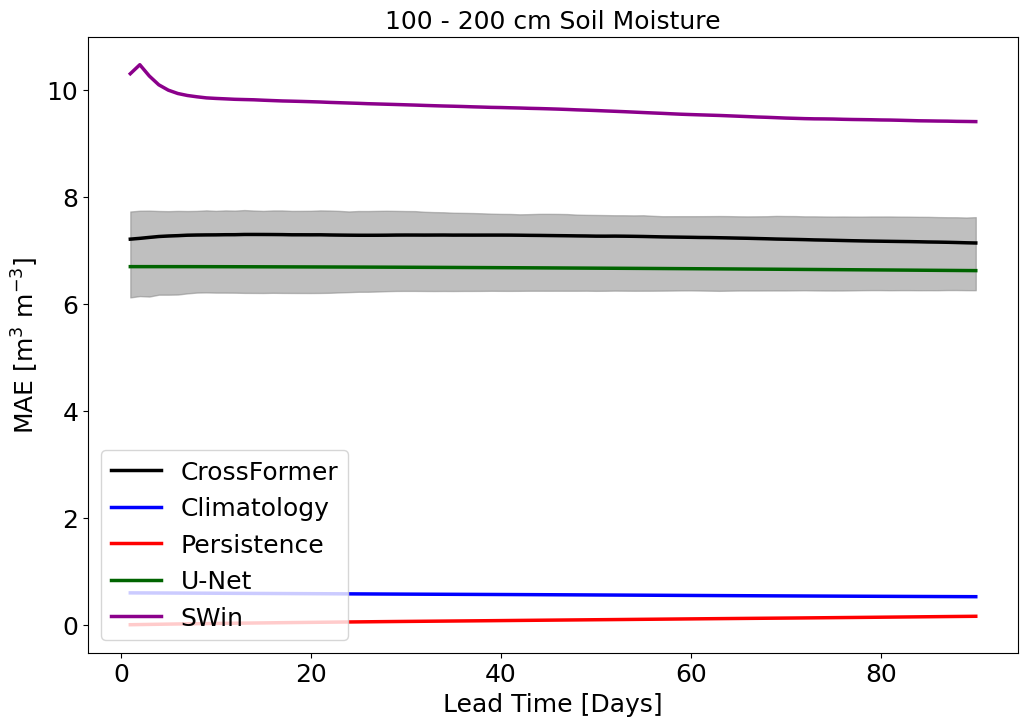 100 - 200 cm Soil Moisture
MAE [m³ m⁻³]
10
8
6
4
2
0
CrossFormer
Climatology
Persistence
U-Net
SWin
0 20 40 60 80
Lead Time [Days]